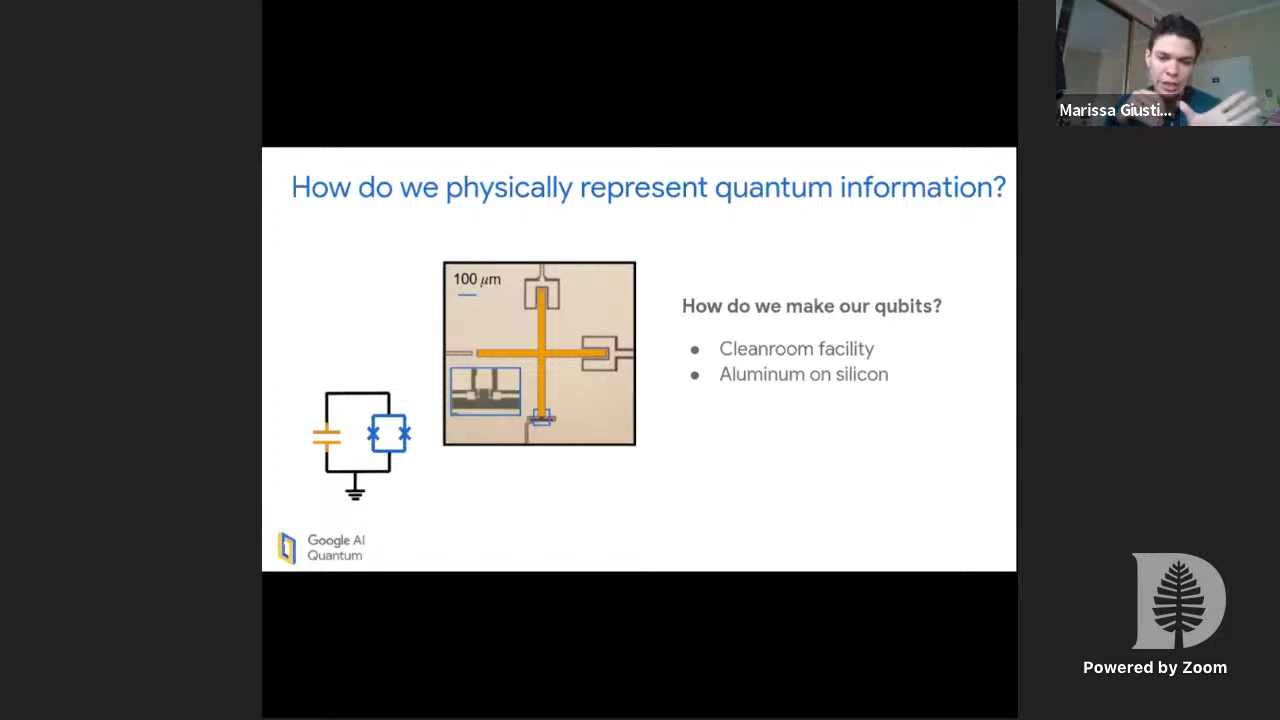 Marissa Giusti...
How do we physically represent quantum information?
100 μm
How do we make our qubits?
● Cleanroom facility
● Aluminum on silicon
Google AI
Quantum
D
Powered by Zoom